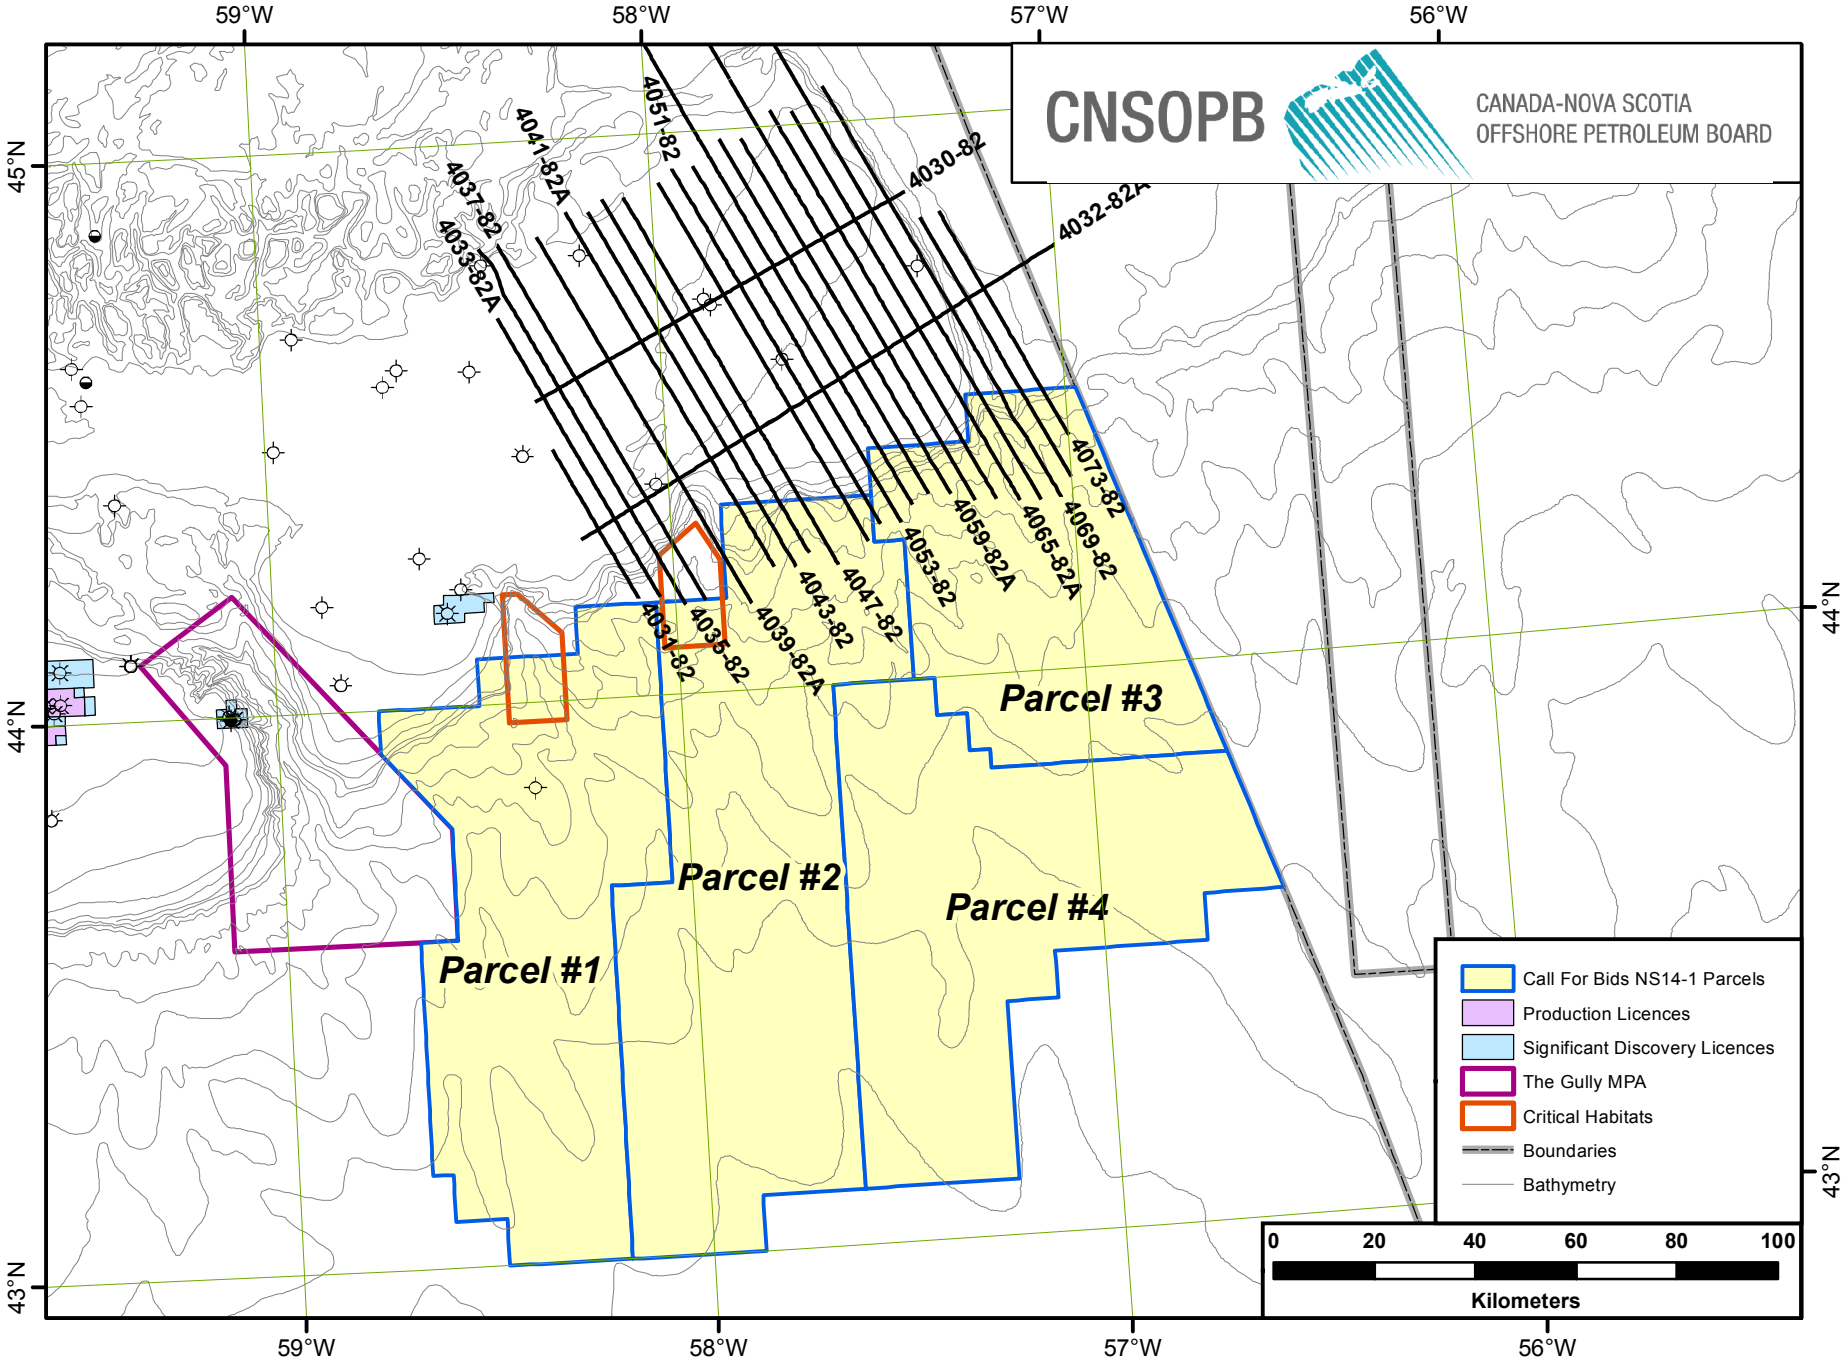 59°W
58°W
57°W
56°W
CNSOPB
CANADA-NOVA SCOTIA
OFFSHORE PETROLEUM BOARD
45°N
45°N
44°N
44°N
43°N
43°N
4051-82
4041-82A
4037-82
4033-82A
4030-82
4032-82A
4073-82
4069-82
4065-82A
4059-82A
4053-82
4047-82
4043-82
4039-82A
4035-82
4031-82
Parcel #3
Parcel #2
Parcel #4
Parcel #1
Call For Bids NS14-1 Parcels
Production Licences
Significant Discovery Licences
The Gully MPA
Critical Habitats
Boundaries
Bathymetry
0 20 40 60 80 100
Kilometers
59°W
58°W
57°W
56°W